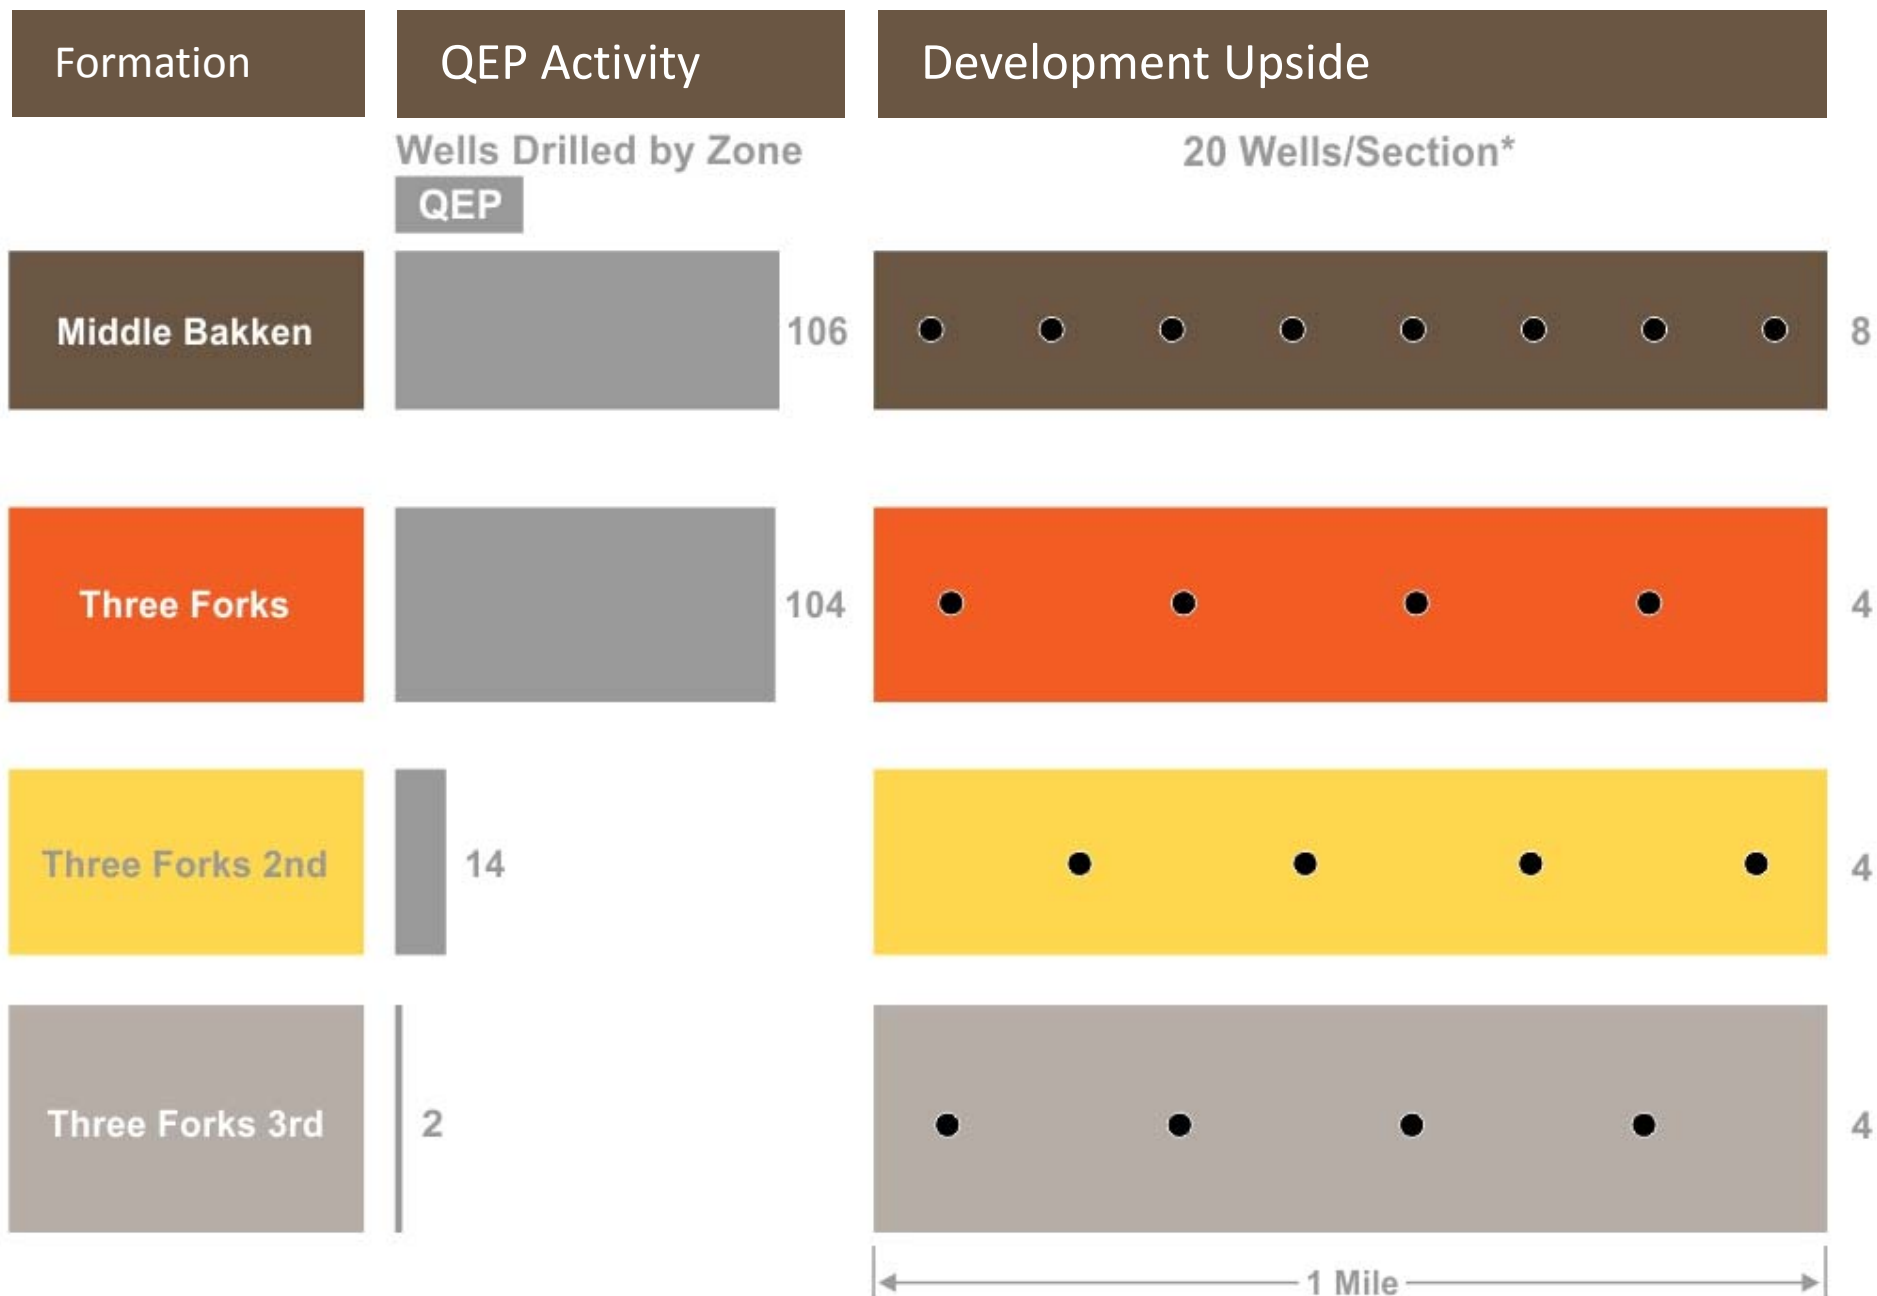 Formation
QEP Activity
Development Upside
Wells Drilled by Zone
20 Wells/Section*
QEP
Middle Bakken
106
8
Three Forks
104
4
Three Forks 2nd
14
4
Three Forks 3rd
2
4
1 Mile